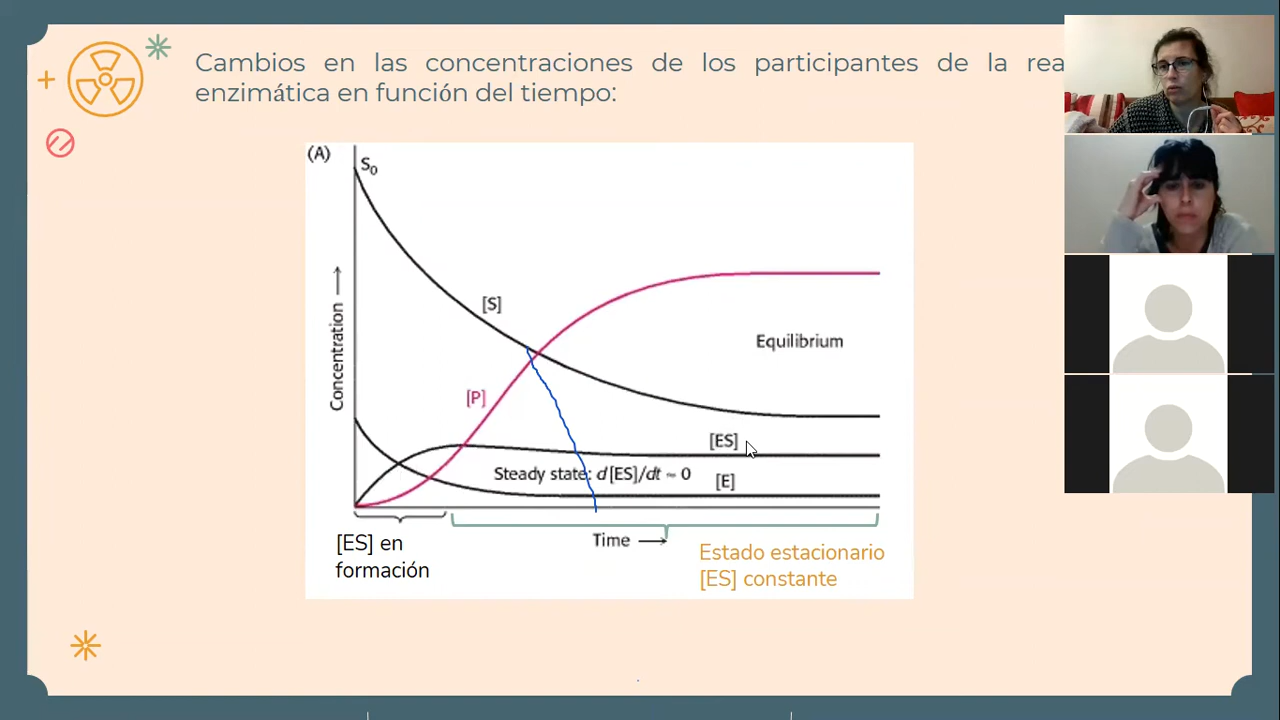 Cambios en las concentraciones de los participantes de la rea
enzimática en función del tiempo:
(A)
S₀
[S]
Concentration →
Equilibrium
[P]
[ES]
Steady state: d[ES]/dt ≈ 0
[E]
[ES] en
formación
Time →
Estado estacionario
[ES] constante